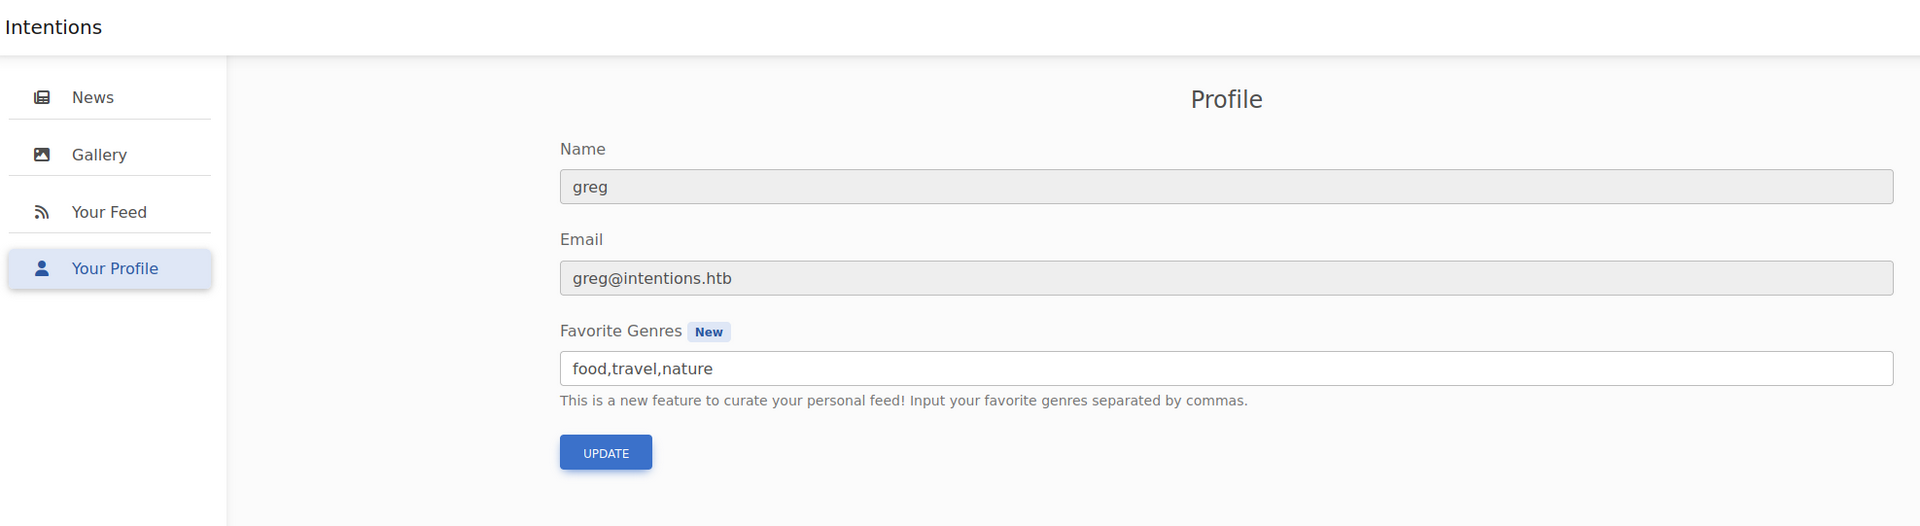 Intentions
News
Gallery
Your Feed
Your Profile
Profile
Name
greg
Email
greg@intentions.htb
Favorite Genres New
food,travel,nature
This is a new feature to curate your personal feed! Input your favorite genres separated by commas.
UPDATE